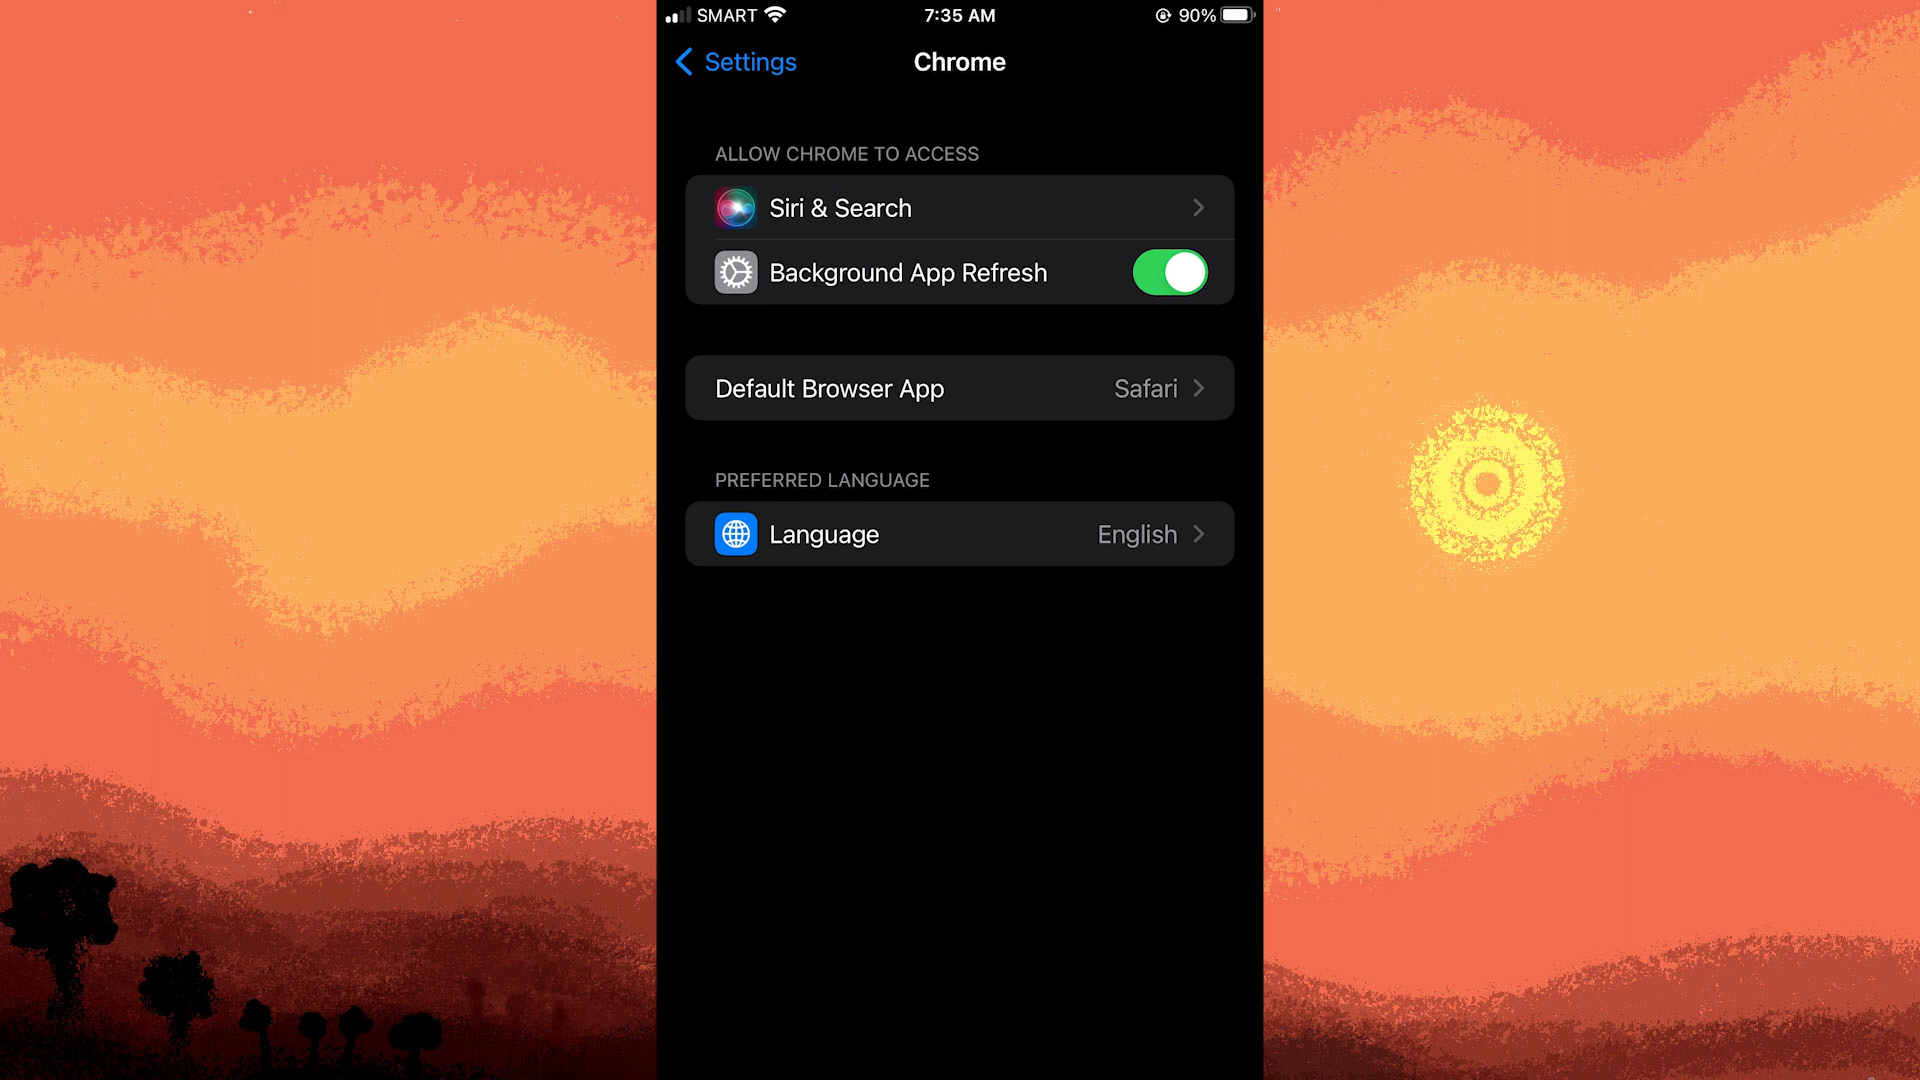 SMART 7:35 AM 90%
Settings Chrome
ALLOW CHROME TO ACCESS
Siri & Search
Background App Refresh
Default Browser App Safari
PREFERRED LANGUAGE
Language English